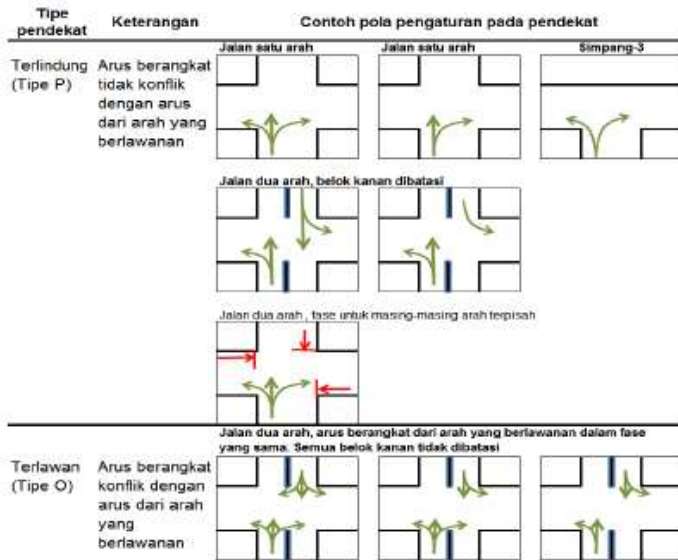 Tipe
pendekat
Keterangan
Contoh pola pengaturan pada pendekat
Terlindung
(Tipe P)
Arus berangkat
tidak konflik
dengan arus
dari arah yang
berlawanan
Jalan satu arah
Jalan satu arah
Simpang-3
Jalan dua arah, belok kanan dibatasi
Jalan dua arah , fase untuk masing-masing arah terpisah
Terlawan
(Tipe O)
Arus berangkat
konflik dengan
arus dari arah
yang
berlawanan
Jalan dua arah, arus berangkat dari arah yang berlawanan dalam fase
yang sama. Semua belok kanan tidak dibatasi